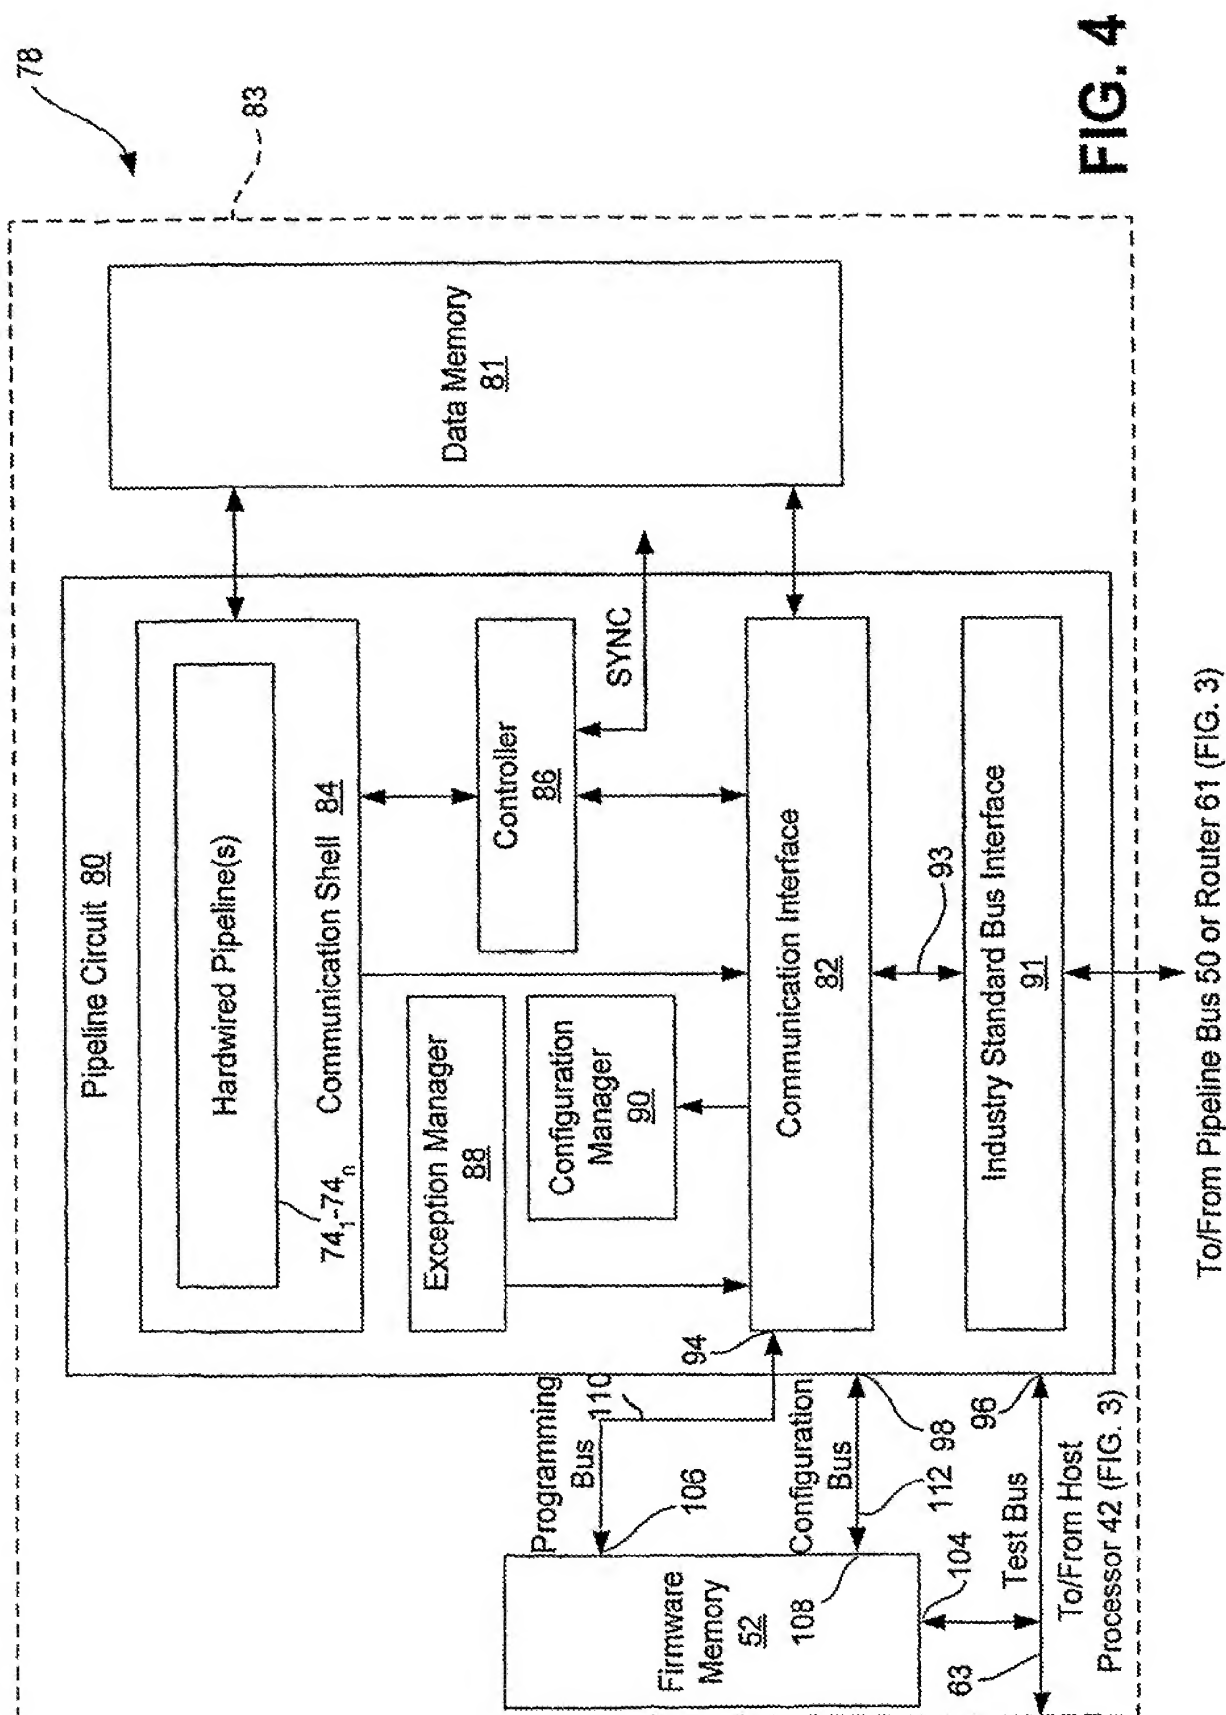 78
83
Pipeline Circuit 80
Hardwired Pipeline(s)
74₁-74ₙ
Communication Shell 84
Data Memory
81
Exception Manager
88
Controller
86
SYNC
Configuration
Manager
90
Programming
Bus
110
106
94
Communication Interface
82
Firmware
Memory
52
Configuration
Bus
108
112
98
93
Industry Standard Bus Interface
91
104
Test Bus
96
63
To/From Host
Processor 42 (FIG. 3)
To/From Pipeline Bus 50 or Router 61 (FIG. 3)
FIG. 4